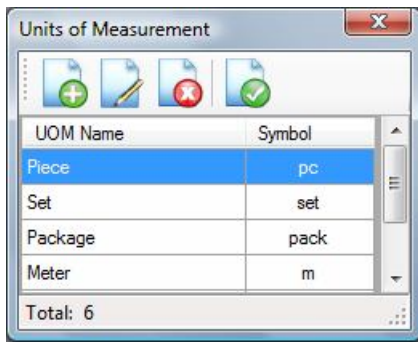 Units of Measurement
UOM Name Symbol
Piece pc
Set set
Package pack
Meter m
Total: 6